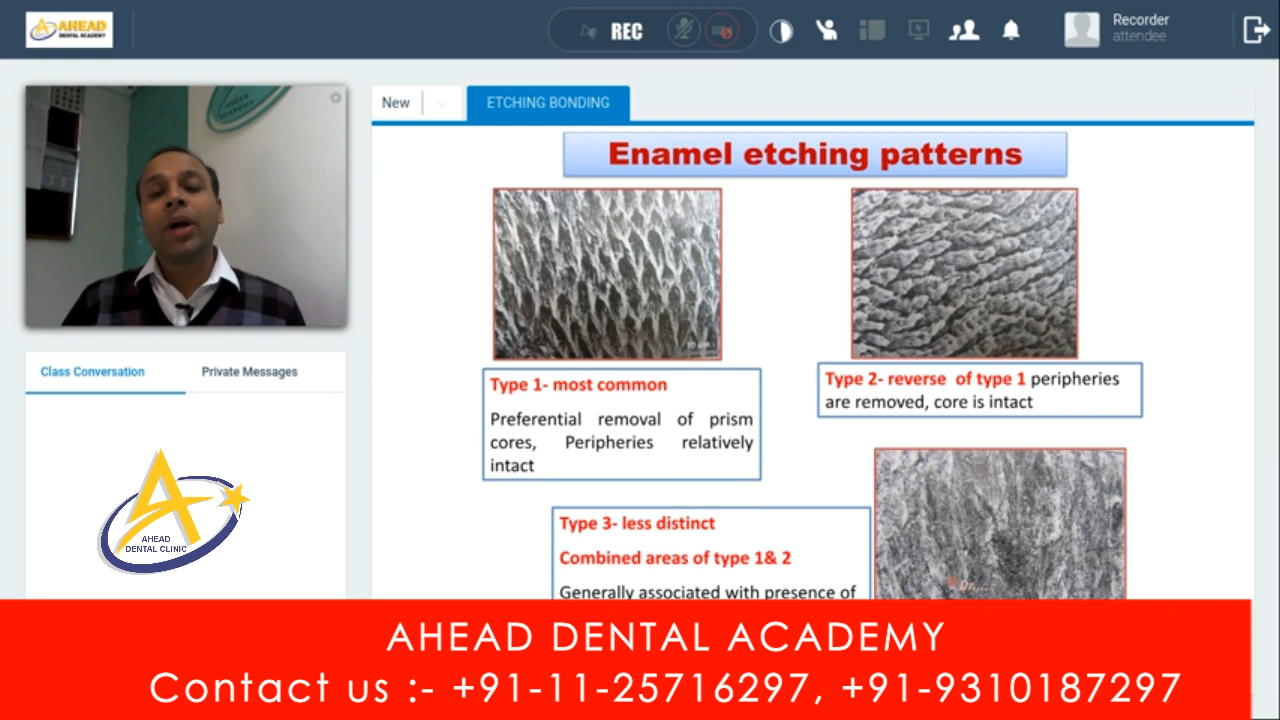 AHEAD
DENTAL ACADEMY
REC
Recorder
attendee
New
ETCHING BONDING
Enamel etching patterns
Type 1- most common
Preferential removal of prism
cores, Peripheries relatively
intact
Type 2- reverse of type 1 peripheries
are removed, core is intact
Type 3- less distinct
Combined areas of type 1& 2
Generally associated with presence of
Class Conversation
Private Messages
AHEAD
DENTAL CLINIC
AHEAD DENTAL ACADEMY
Contact us :- +91-11-25716297, +91-9310187297